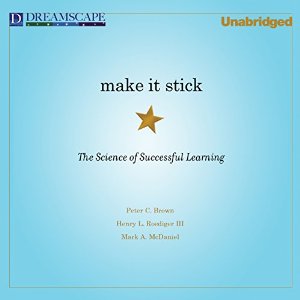 D DREAMSCAPE
Unabridged
make it stick
The Science of Successful Learning
Peter C. Brown
Henry L. Roediger III
Mark A. McDaniel